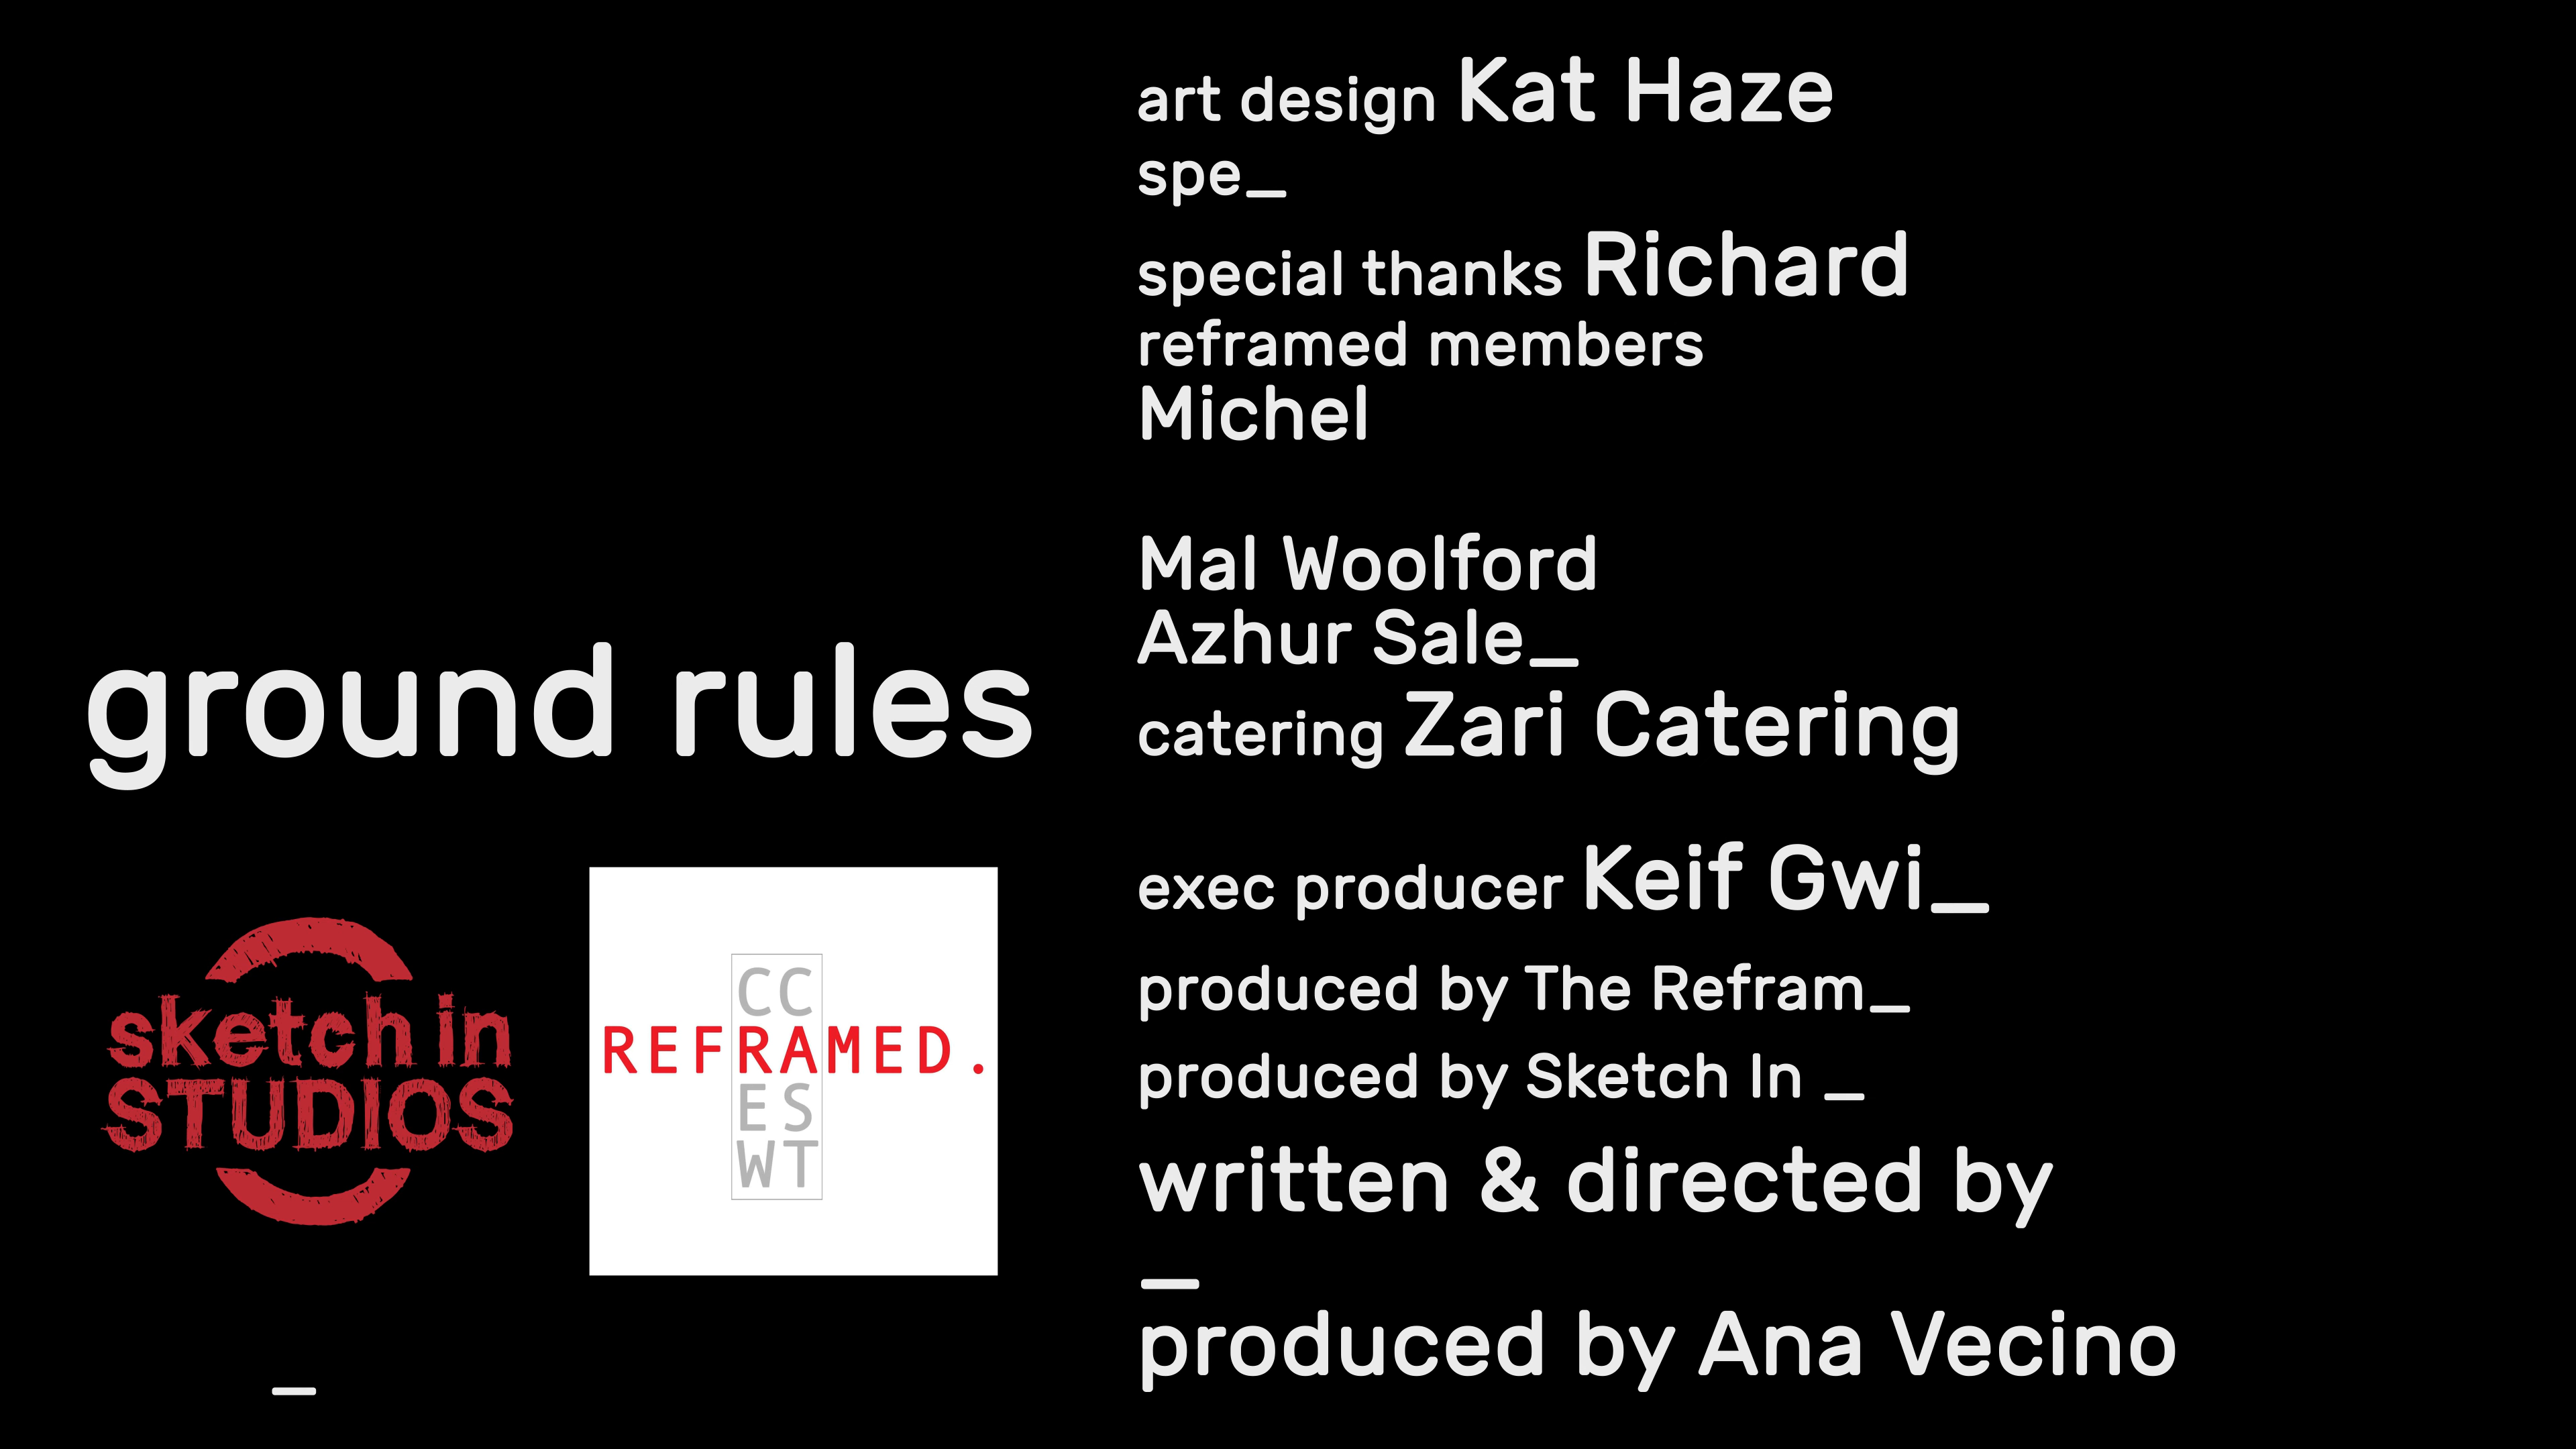 ground rules
sketch in
STUDIOS
CC
REFRAMED.
ES
WT
_
art design Kat Haze
spe_
special thanks Richard
reframed members
Michel
Mal Woolford
Azhur Sale_
catering Zari Catering
exec producer Keif Gwi_
produced by The Refram_
produced by Sketch In _
written & directed by
_
produced by Ana Vecino